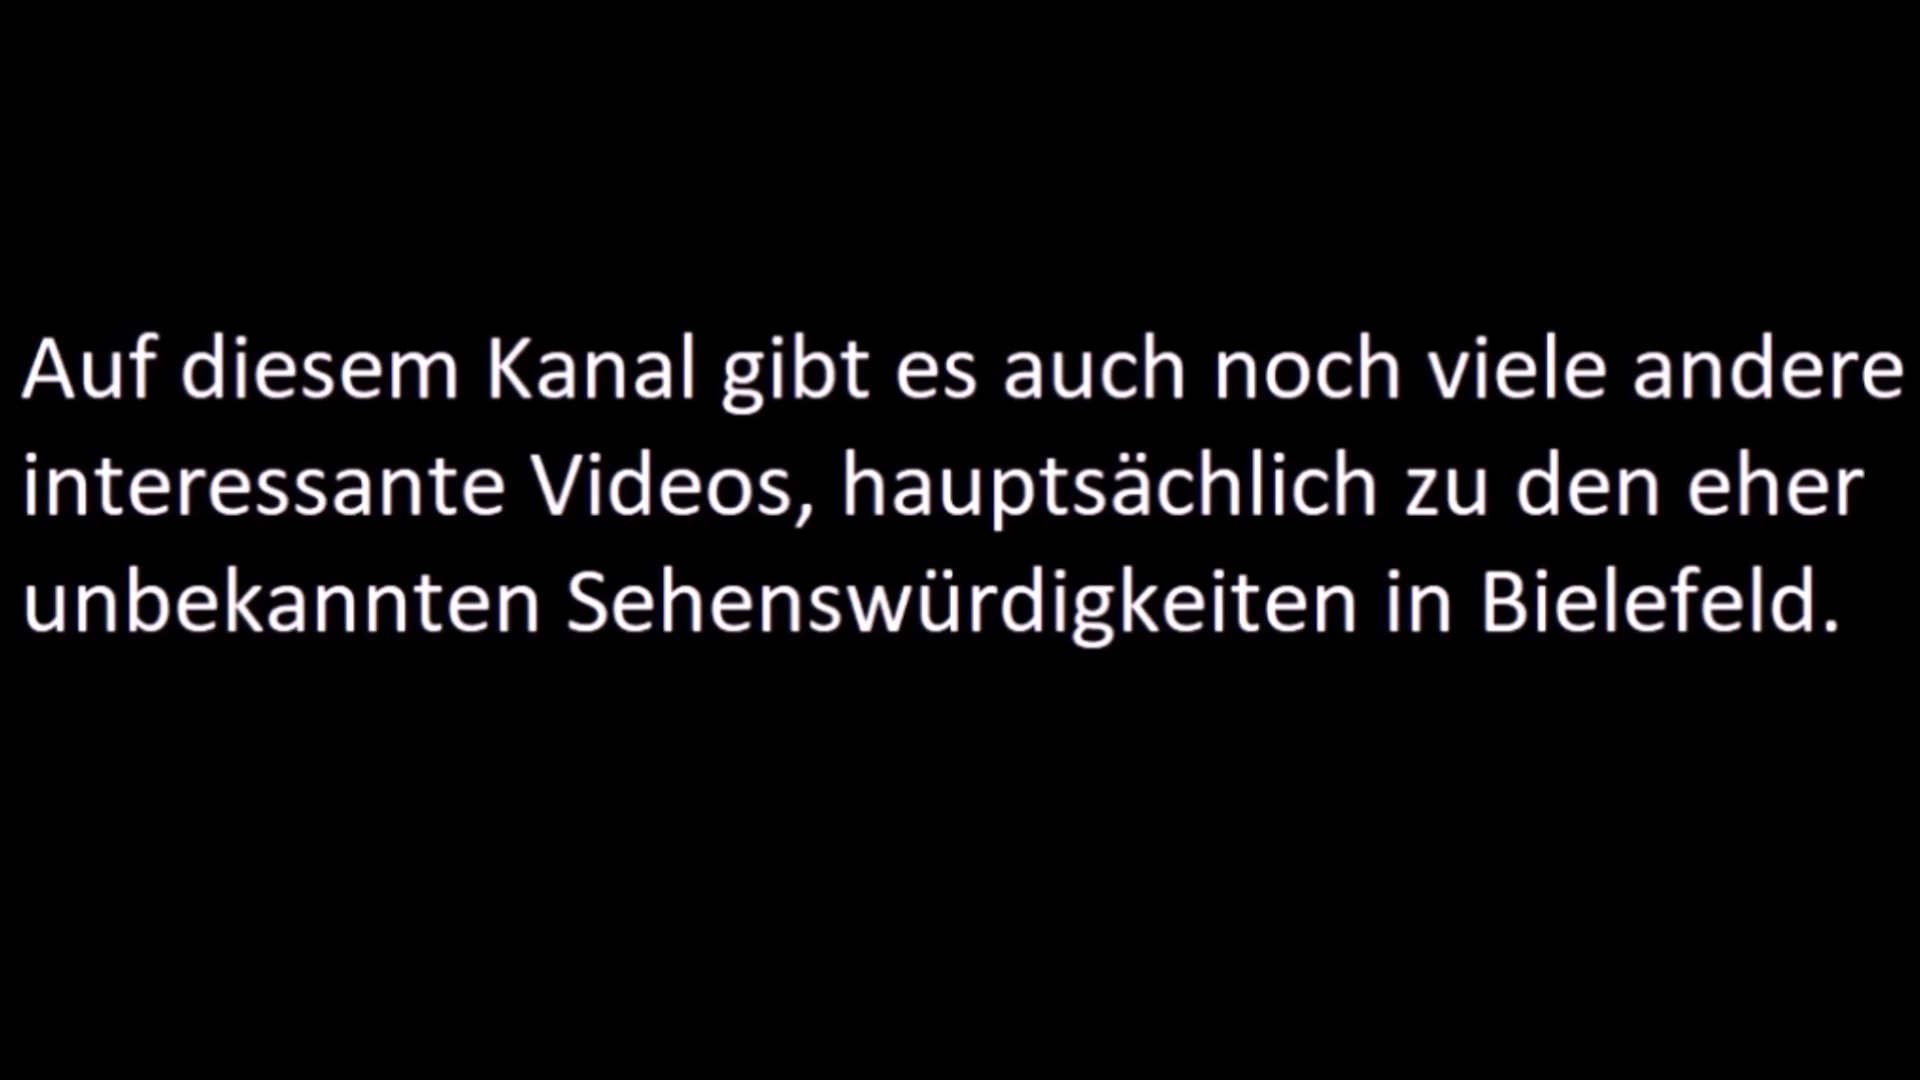 Auf diesem Kanal gibt es auch noch viele andere
interessante Videos, hauptsächlich zu den eher
unbekannten Sehenswürdigkeiten in Bielefeld.